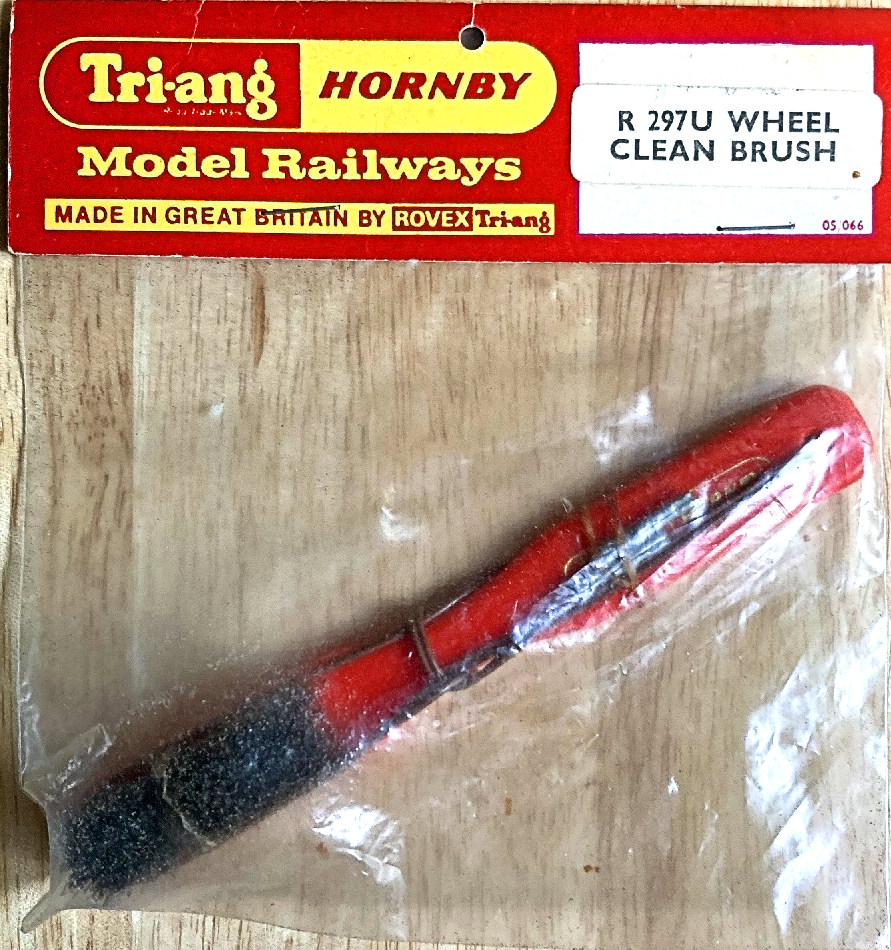 Tri-ang HORNBY
Model Railways
MADE IN GREAT BRITAIN BY ROVEX Tri-ang
R 297U WHEEL
CLEAN BRUSH
05/066